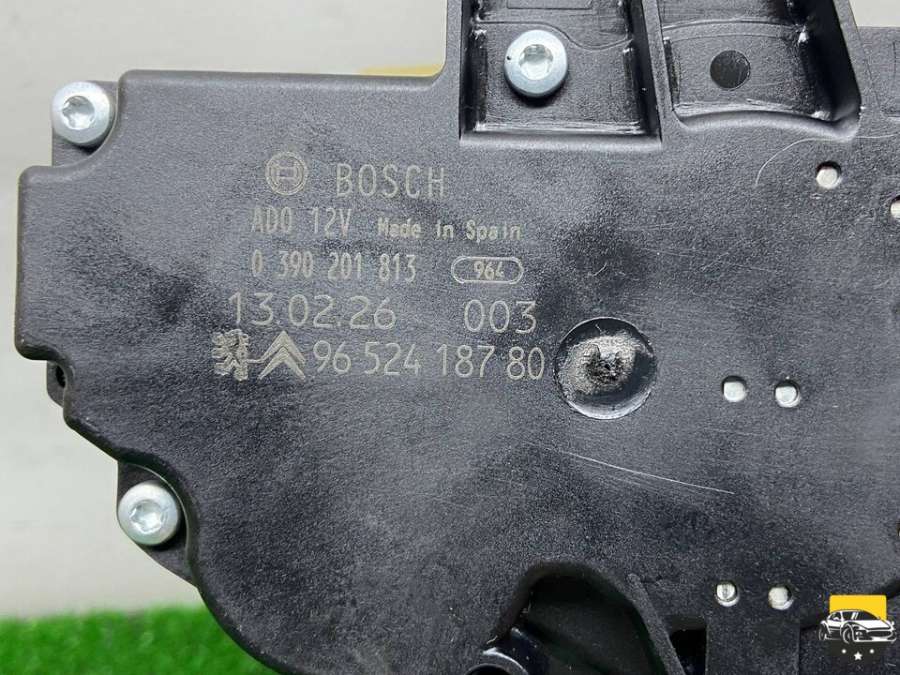 BOSCH
ADO 12V Made in Spain
0 390 201 813 964
13.02.26 003
96 524 187 80